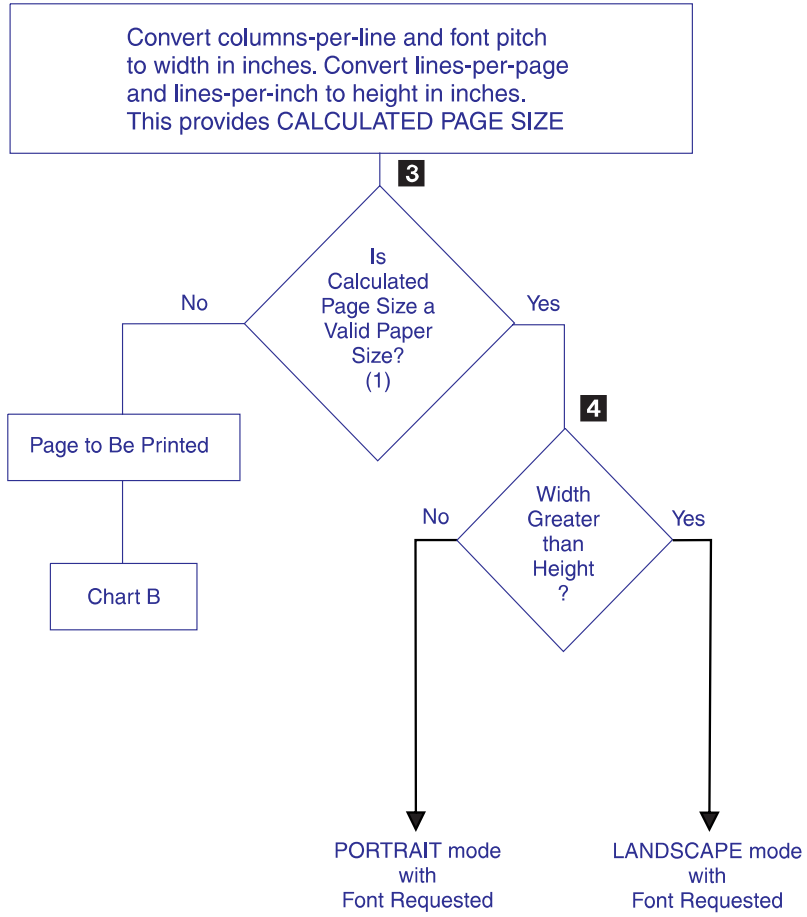 Convert columns-per-line and font pitch
to width in inches. Convert lines-per-page
and lines-per-inch to height in inches.
This provides CALCULATED PAGE SIZE
3
Is
Calculated
Page Size a
Valid Paper
Size?
(1)
No
Yes
4
Page to Be Printed
Chart B
Width
Greater
than
Height
?
No
Yes
PORTRAIT mode
with
Font Requested
LANDSCAPE mode
with
Font Requested